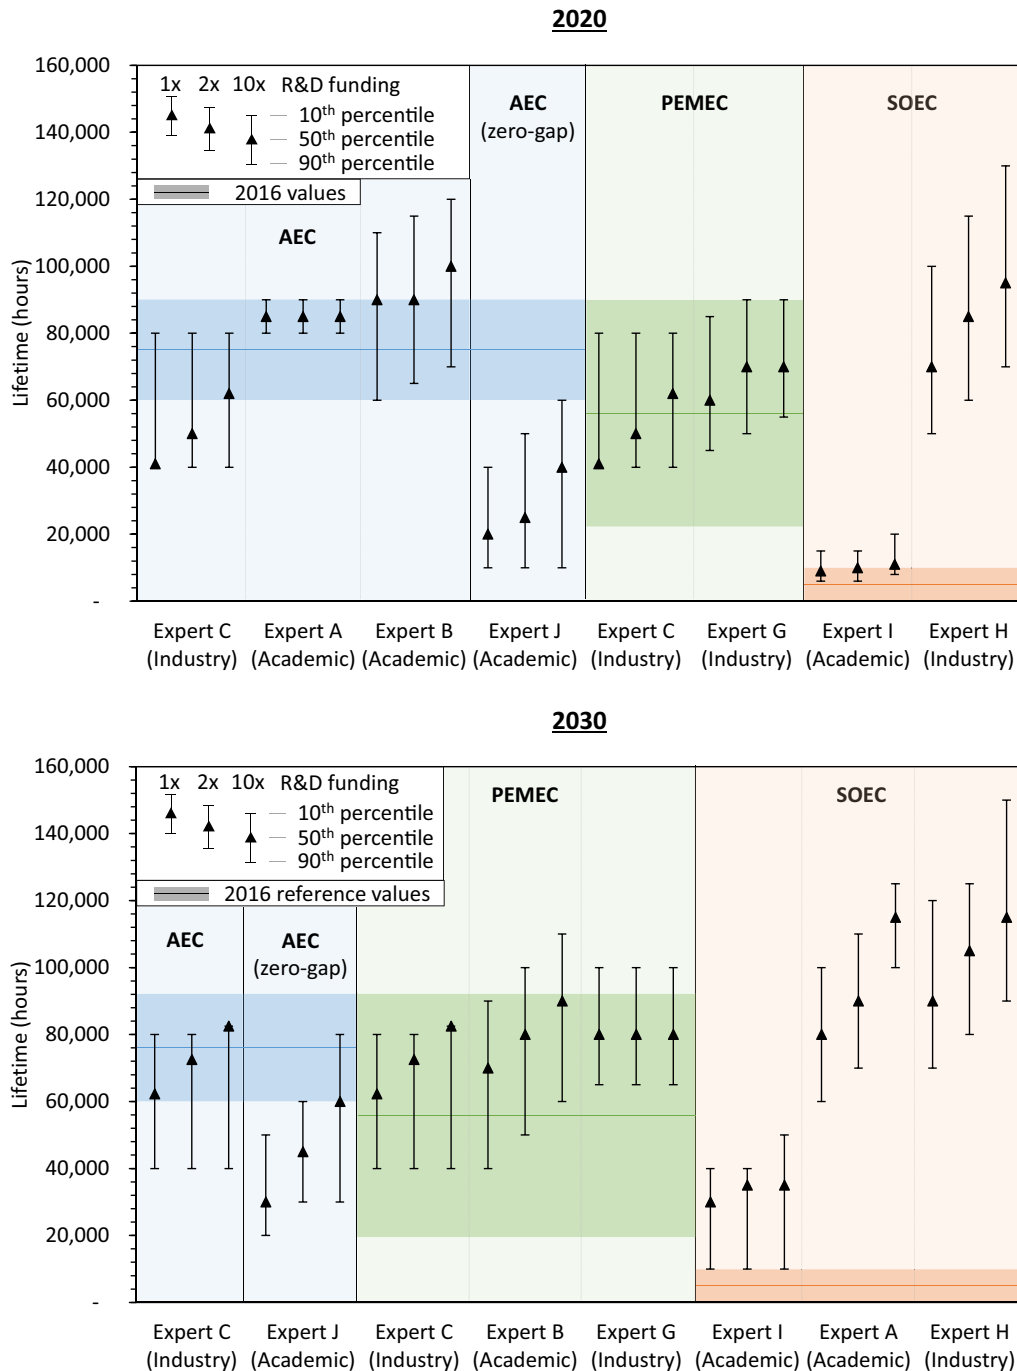 2020
160,000
140,000
120,000
100,000
80,000
60,000
40,000
20,000
-
Lifetime (hours)
1x 2x 10x R&D funding
10th percentile
50th percentile
90th percentile
2016 values
AEC
AEC
(zero-gap)
PEMEC
SOEC
Expert C Expert A Expert B Expert J Expert C Expert G Expert I Expert H
(Industry) (Academic) (Academic) (Academic) (Industry) (Industry) (Academic) (Industry)
2030
160,000
140,000
120,000
100,000
80,000
60,000
40,000
20,000
-
Lifetime (hours)
1x 2x 10x R&D funding
10th percentile
50th percentile
90th percentile
2016 reference values
AEC
AEC
(zero-gap)
PEMEC
SOEC
Expert C Expert J Expert C Expert B Expert G Expert I Expert A Expert H
(Industry) (Academic) (Industry) (Academic) (Industry) (Academic) (Academic) (Industry)